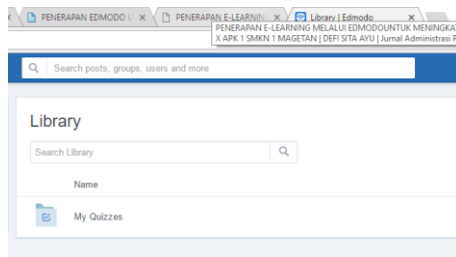 PENERAPAN EDMODO U
PENERAPAN E-LEARNING
Library | Edmodo
PENERAPAN E-LEARNING MELALUI EDMODOUNTUK MENINGKAT
X APK 1 SMKN 1 MAGETAN | DEFI SITA AYU | Jurnal Administrasi P
Search posts, groups, users and more
Library
Search Library
Name
My Quizzes